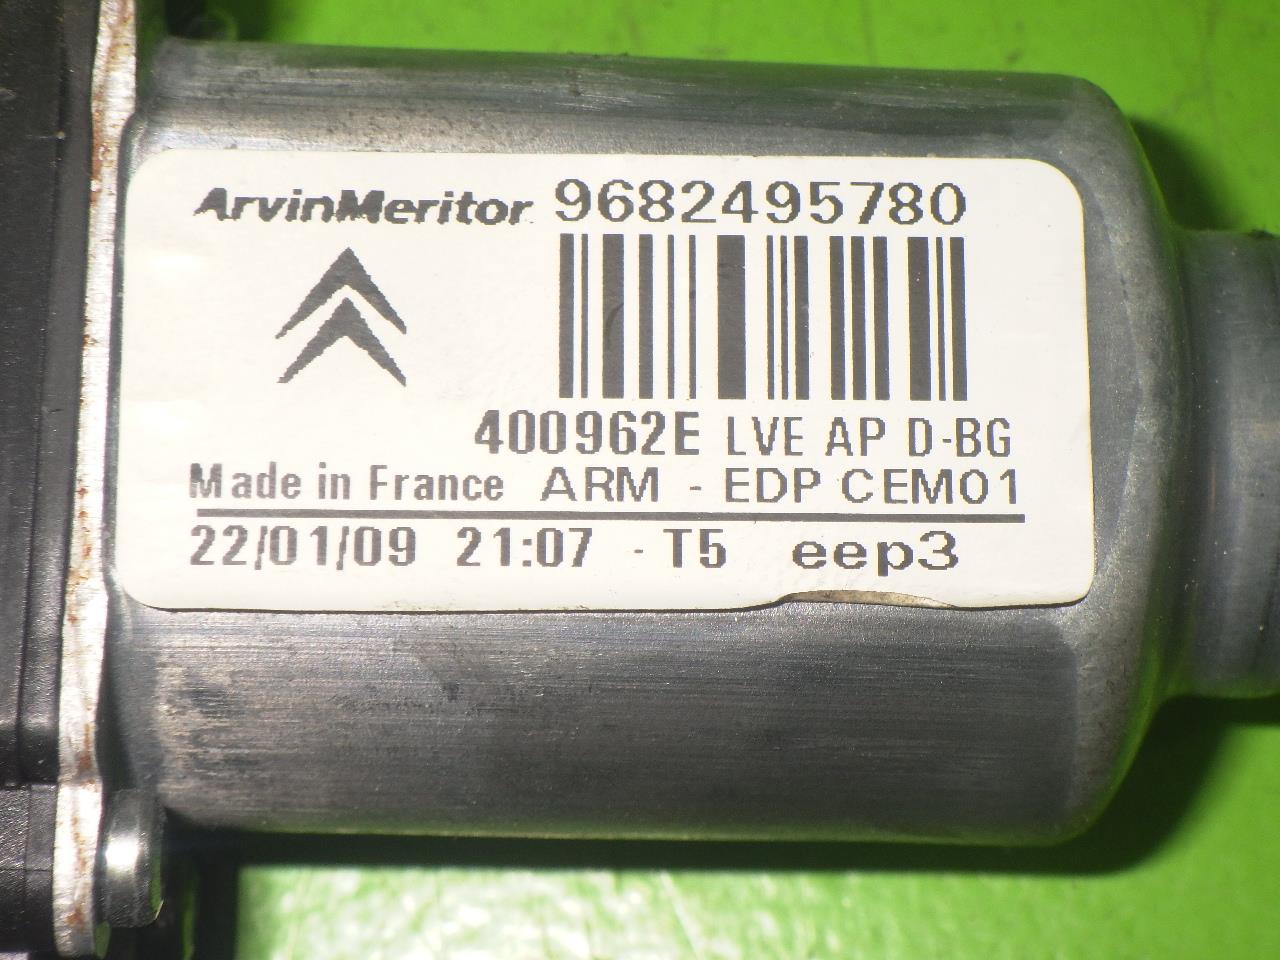 ArvinMeritor 9682495780
400962E LVE AP D-BG
Made in France ARM - EDP CEM01
22/01/09 21:07 - T5 eep3